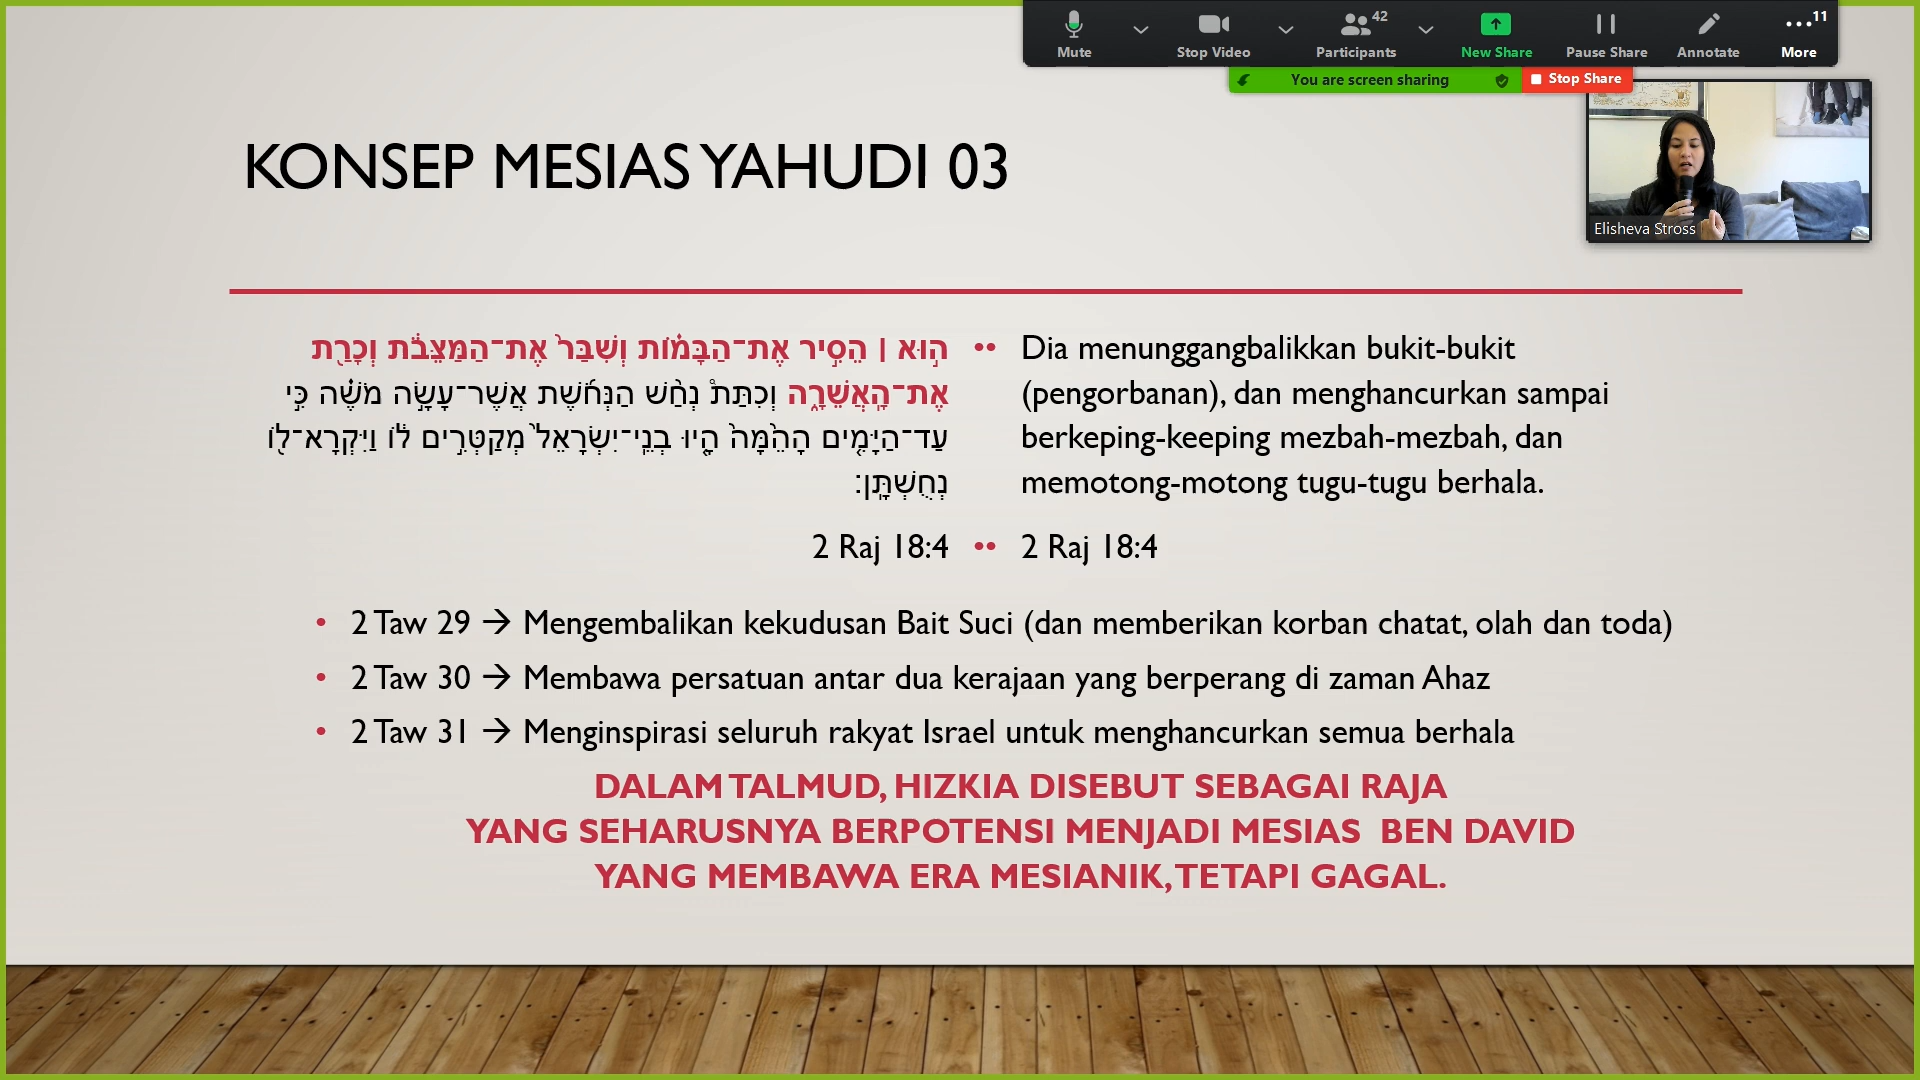 Mute
Stop Video
Participants
42
New Share
Pause Share
Annotate
More
11
You are screen sharing
Stop Share
Elisheva Stross
KONSEP MESIAS YAHUDI 03
ה֣וּא ׀ הֵסִ֣יר אֶת־הַבָּמ֗וֹת וְשִׁבַּר֙ אֶת־הַמַּצֵּבֹ֔ת וְכָרַ֖ת
אֶת־הָֽאֲשֵׁרָ֑ה וְכִתַּת֩ נְחַ֨שׁ הַנְּחֹ֜שֶׁת אֲשֶׁר־עָשָׂ֣ה מֹשֶׁ֗ה כִּ֣י
עַד־הַיָּמִ֤ים הָהֵ֙מָּה֙ הָי֤וּ בְנֵֽי־יִשְׂרָאֵל֙ מְקַטְּרִ֣ים ל֔וֹ וַיִּקְרָא־ל֖וֹ
נְחֻשְׁתָּֽן׃
2 Raj 18:4
Dia menunggangbalikkan bukit-bukit
(pengorbanan), dan menghancurkan sampai
berkeping-keeping mezbah-mezbah, dan
memotong-motong tugu-tugu berhala.
2 Raj 18:4
• 2 Taw 29 → Mengembalikan kekudusan Bait Suci (dan memberikan korban chatat, olah dan toda)
• 2 Taw 30 → Membawa persatuan antar dua kerajaan yang berperang di zaman Ahaz
• 2 Taw 31 → Menginspirasi seluruh rakyat Israel untuk menghancurkan semua berhala
DALAM TALMUD, HIZKIA DISEBUT SEBAGAI RAJA
YANG SEHARUSNYA BERPOTENSI MENJADI MESIAS BEN DAVID
YANG MEMBAWA ERA MESIANIK, TETAPI GAGAL.